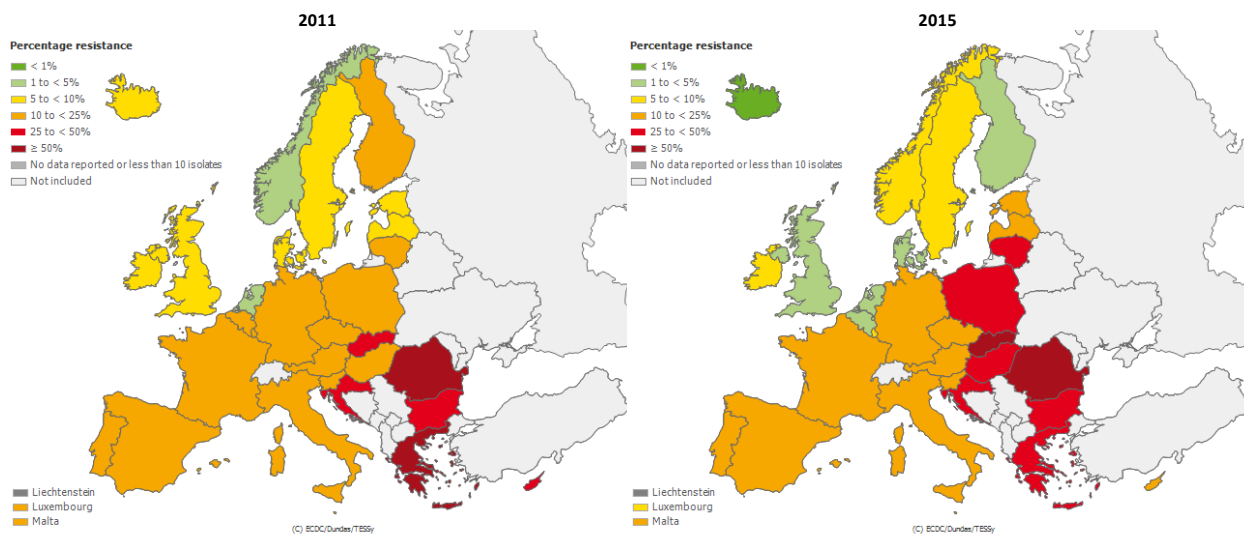 2011
Percentage resistance
< 1%
1 to < 5%
5 to < 10%
10 to < 25%
25 to < 50%
≥ 50%
No data reported or less than 10 isolates
Not included
Liechtenstein
Luxembourg
Malta
(C) ECDC/Dundas/TESSy
2015
Percentage resistance
< 1%
1 to < 5%
5 to < 10%
10 to < 25%
25 to < 50%
≥ 50%
No data reported or less than 10 isolates
Not included
Liechtenstein
Luxembourg
Malta
(C) ECDC/Dundas/TESSy